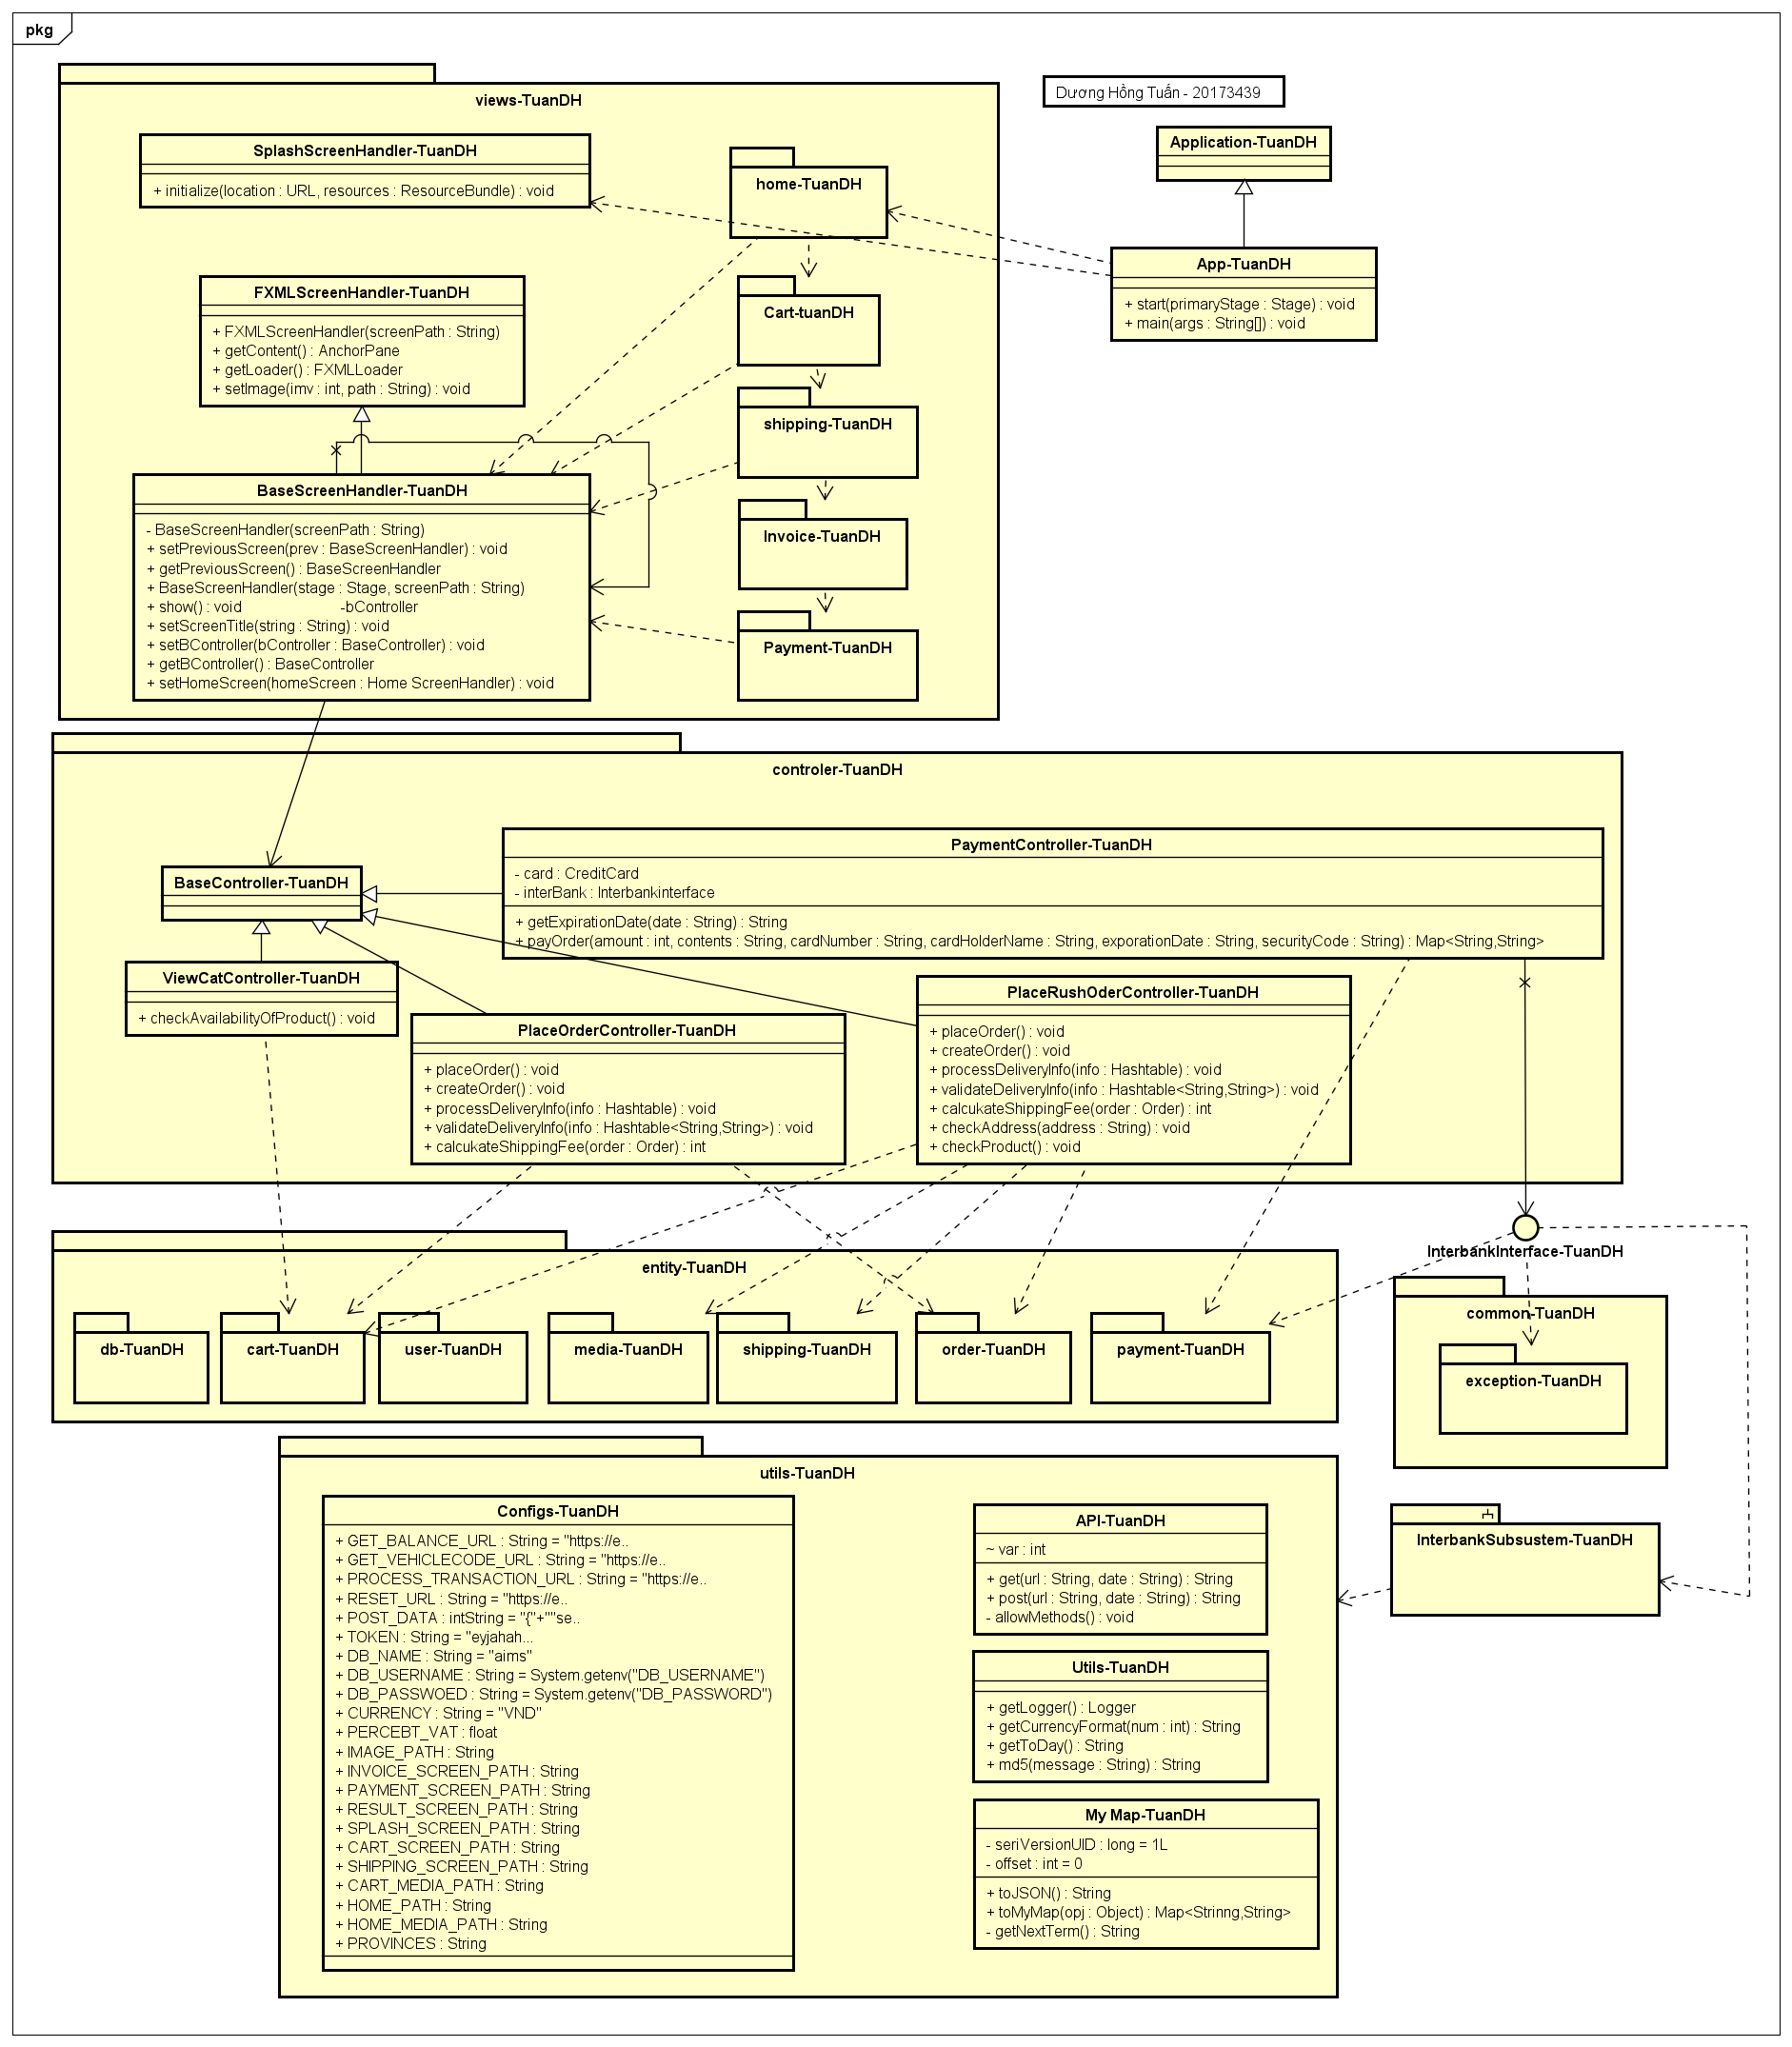 pkg
views-TuanDH
Dương Hồng Tuấn - 20173439
SplashScreenHandler-TuanDH
+ initialize(location : URL, resources : ResourceBundle) : void
home-TuanDH
Application-TuanDH
App-TuanDH
+ start(primaryStage : Stage) : void
+ main(args : String[]) : void
FXMLScreenHandler-TuanDH
+ FXMLScreenHandler(screenPath : String)
+ getContent() : AnchorPane
+ getLoader() : FXMLLoader
+ setImage(imv : int, path : String) : void
Cart-tuanDH
shipping-TuanDH
Invoice-TuanDH
Payment-TuanDH
BaseScreenHandler-TuanDH
- BaseScreenHandler(screenPath : String)
+ setPreviousScreen(prev : BaseScreenHandler) : void
+ getPreviousScreen() : BaseScreenHandler
+ BaseScreenHandler(stage : Stage, screenPath : String)
+ show() : void -bController
+ setScreenTitle(string : String) : void
+ setBController(bController : BaseController) : void
+ getBController() : BaseController
+ setHomeScreen(homeScreen : Home ScreenHandler) : void
controler-TuanDH
BaseController-TuanDH
PaymentController-TuanDH
- card : CreditCard
- interBank : Interbankinterface
+ getExpirationDate(date : String) : String
+ payOrder(amount : int, contents : String, cardNumber : String, cardHolderName : String, exporationDate : String, securityCode : String) : Map<String,String>
ViewCatController-TuanDH
+ checkAvailabilityOfProduct() : void
PlaceOrderController-TuanDH
+ placeOrder() : void
+ createOrder() : void
+ processDeliveryInfo(info : Hashtable) : void
+ validateDeliveryInfo(info : Hashtable<String,String>) : void
+ calcukateShippingFee(order : Order) : int
PlaceRushOderController-TuanDH
+ placeOrder() : void
+ createOrder() : void
+ processDeliveryInfo(info : Hashtable) : void
+ validateDeliveryInfo(info : Hashtable<String,String>) : void
+ calcukateShippingFee(order : Order) : int
+ checkAddress(address : String) : void
+ checkProduct() : void
InterbankInterface-TuanDH
entity-TuanDH
db-TuanDH
cart-TuanDH
user-TuanDH
media-TuanDH
shipping-TuanDH
order-TuanDH
payment-TuanDH
common-TuanDH
exception-TuanDH
utils-TuanDH
Configs-TuanDH
+ GET_BALANCE_URL : String = "https://e..
+ GET_VEHICLECODE_URL : String = "https://e..
+ PROCESS_TRANSACTION_URL : String = "https://e..
+ RESET_URL : String = "https://e..
+ POST_DATA : intString = "{"+""se..
+ TOKEN : String = "eyjahah...
+ DB_NAME : String = "aims"
+ DB_USERNAME : String = System.getenv("DB_USERNAME")
+ DB_PASSWOED : String = System.getenv("DB_PASSWORD")
+ CURRENCY : String = "VND"
+ PERCEBT_VAT : float
+ IMAGE_PATH : String
+ INVOICE_SCREEN_PATH : String
+ PAYMENT_SCREEN_PATH : String
+ RESULT_SCREEN_PATH : String
+ SPLASH_SCREEN_PATH : String
+ CART_SCREEN_PATH : String
+ SHIPPING_SCREEN_PATH : String
+ CART_MEDIA_PATH : String
+ HOME_PATH : String
+ HOME_MEDIA_PATH : String
+ PROVINCES : String
API-TuanDH
~ var : int
+ get(url : String, date : String) : String
+ post(url : String, date : String) : String
- allowMethods() : void
Utils-TuanDH
+ getLogger() : Logger
+ getCurrencyFormat(num : int) : String
+ getToDay() : String
+ md5(message : String) : String
My Map-TuanDH
- seriVersionUID : long = 1L
- offset : int = 0
+ toJSON() : String
+ toMyMap(opj : Object) : Map<Strinng,String>
- getNextTerm() : String
InterbankSubsustem-TuanDH